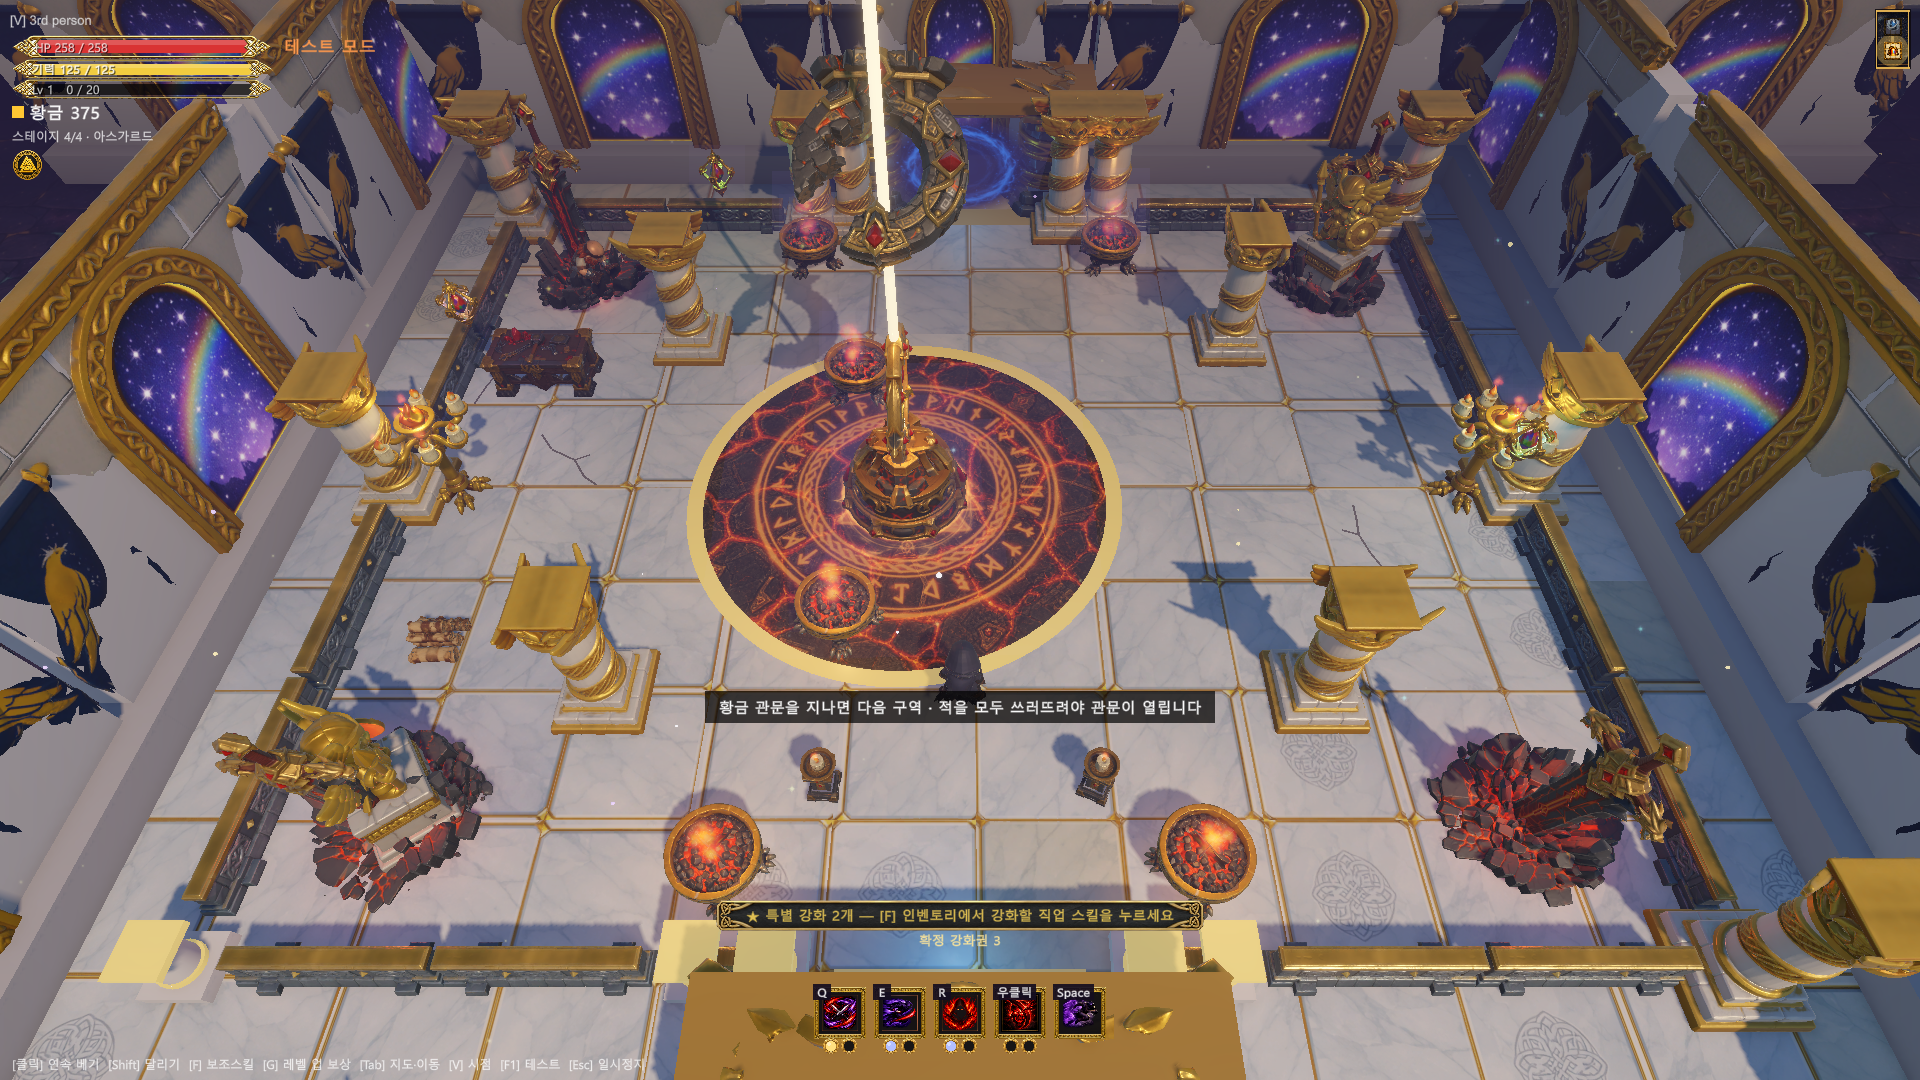 [V] 3rd person
HP 258 / 258
테스트 모드
기력 125 / 125
Lv 1 0 / 20
황금 375
스테이지 4/4 · 아스가르드
황금 관문을 지나면 다음 구역 · 적을 모두 쓰러뜨려야 관문이 열립니다
★ 특별 강화 2개 — [F] 인벤토리에서 강화할 직업 스킬을 누르세요
확정 강화권 3
Q E R 우클릭 Space
[클릭] 연속 베기 [Shift] 달리기 [F] 보조스킬 [G] 레벨 업 보상 [Tab] 지도·이동 [V] 시점 [F1] 테스트 [Esc] 일시정지